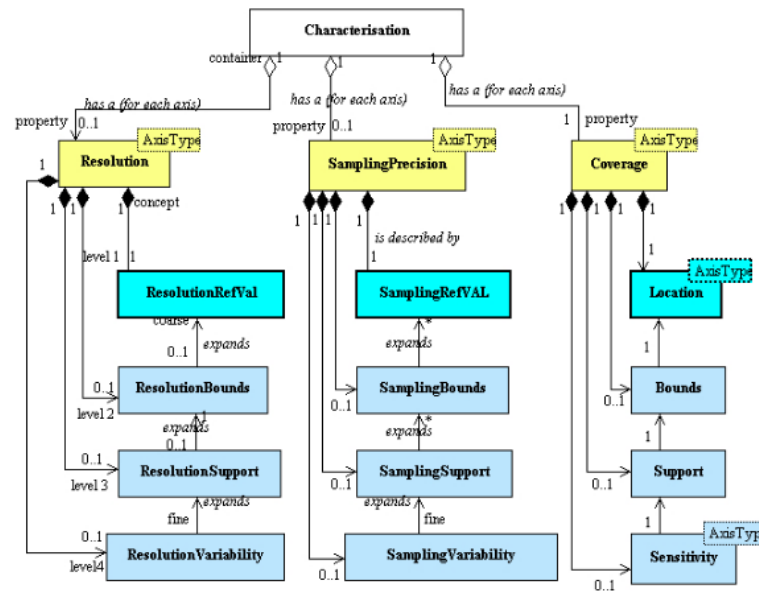 Characterisation
container 1 1 1
has a (for each axis) has a (for each axis) has a (for each axis)
property 0..1 property 0..1 1 property
AxisType AxisType AxisType
Resolution SamplingPrecision Coverage
1
1 1 1 concept 1 1 1 1 1 1 1 1
is described by
level 1 1 1 1
AxisType
ResolutionRefVal SamplingRefVAL Location
coarse *
0..1 expands expands 1
ResolutionBounds SamplingBounds Bounds
0..1 0..1 0..1
level 2 1 *
expands expands 1
0..1
0..1 ResolutionSupport SamplingSupport Support
level 3 0..1 0..1
expands expands 1
fine fine
AxisType
0..1 ResolutionVariability SamplingVariability Sensitivity
level4 0..1 0..1